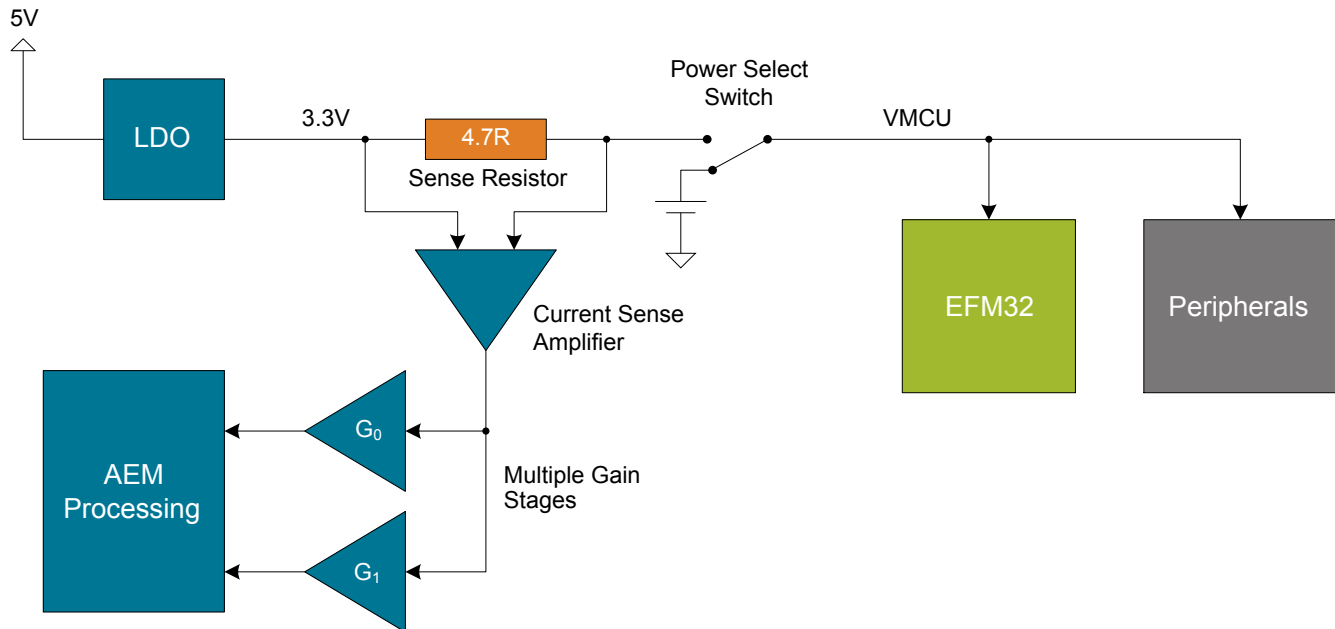 5V
LDO
3.3V
4.7R
Sense Resistor
Power Select
Switch
VMCU
EFM32
Peripherals
Current Sense
Amplifier
AEM
Processing
G₀
Multiple Gain
Stages
G₁